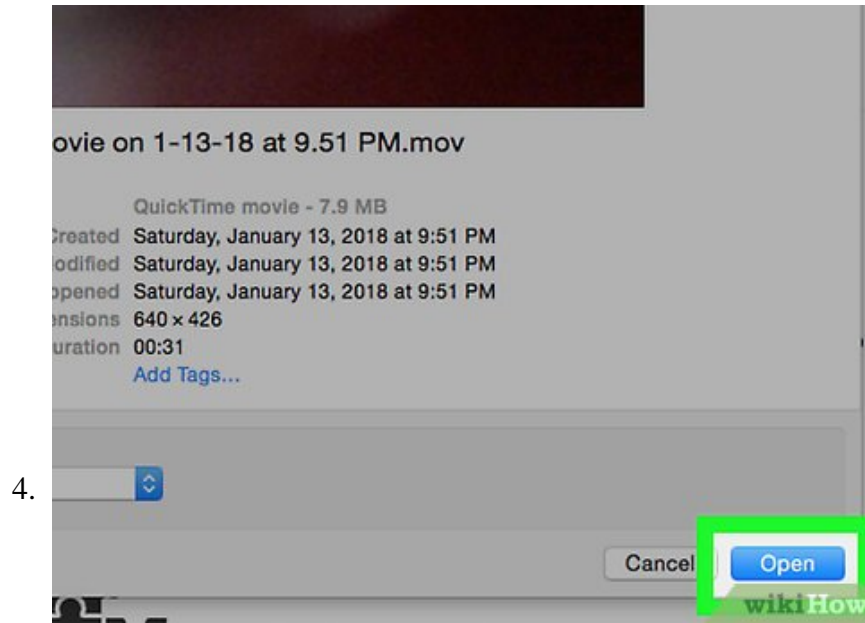 ovie on 1-13-18 at 9.51 PM.mov
QuickTime movie - 7.9 MB
Created Saturday, January 13, 2018 at 9:51 PM
odified Saturday, January 13, 2018 at 9:51 PM
opened Saturday, January 13, 2018 at 9:51 PM
ensions 640 × 426
uration 00:31
Add Tags...
4.
Cancel Open
wikiHow